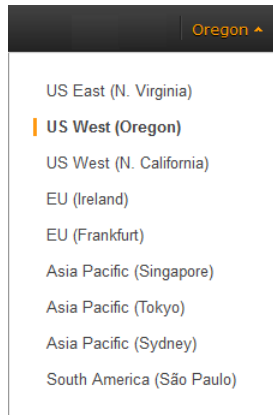 Oregon
US East (N. Virginia)
US West (Oregon)
US West (N. California)
EU (Ireland)
EU (Frankfurt)
Asia Pacific (Singapore)
Asia Pacific (Tokyo)
Asia Pacific (Sydney)
South America (São Paulo)